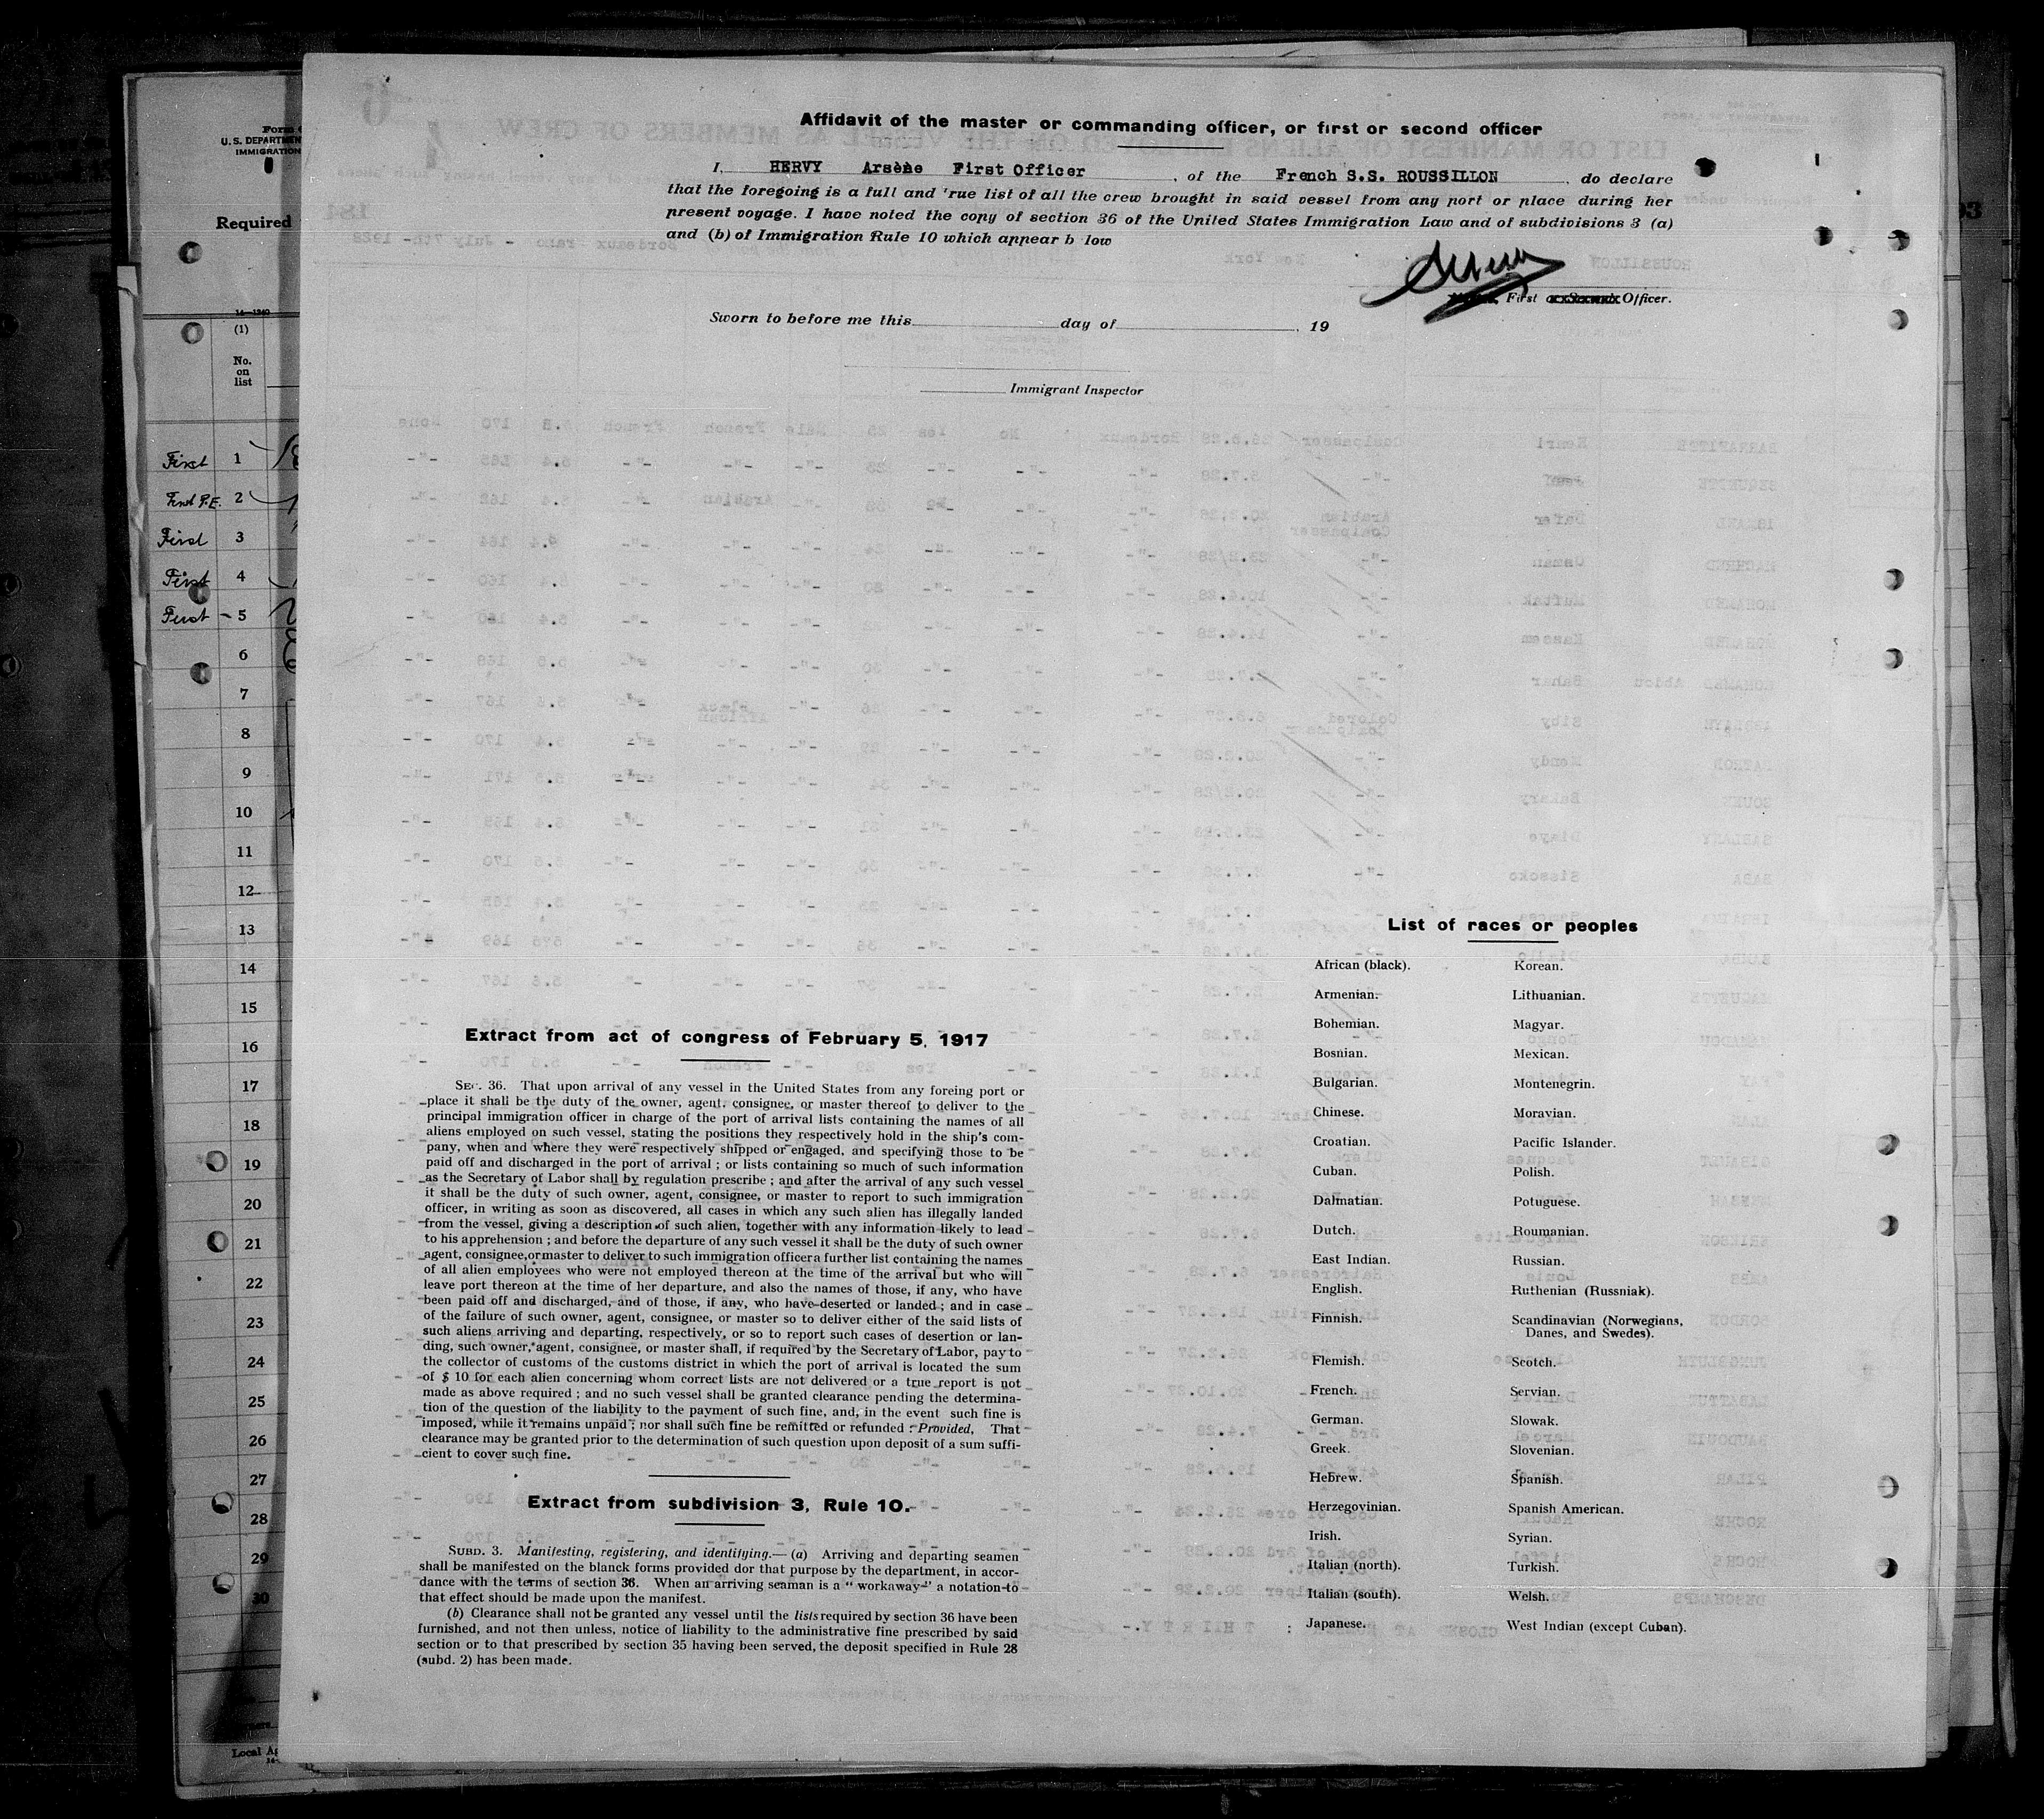 Affidavit of the master or commanding officer, or first or second officer
I, HERVY Arsène First Officer , of the French S.S. ROUSSILLON , do declare
that the foregoing is a full and 'rue list of all the crew brought in said vessel from any port or place during her
present voyage. I have noted the copy of section 36 of the United States Immigration Law and of subdivisions 3 (a)
and (b) of Immigration Rule 10 which appear b low
First Officer.
Sworn to before me this day of , 19
Immigrant Inspector
Form
U. S. DEPARTMEN
IMMIGRATION
Required
(1)
No.
on
list
First 1
First P.E. 2
First 3
First 4
First - 5
6
7
8
9
10
11
12
13
14
15
16
17
18
19
20
21
22
23
24
25
26
27
28
29
30
Local Ag
Extract from act of congress of February 5, 1917
SEC. 36. That upon arrival of any vessel in the United States from any foreing port or
place it shall be the duty of the owner, agent, consignee, or master thereof to deliver to the
principal immigration officer in charge of the port of arrival lists containing the names of all
aliens employed on such vessel, stating the positions they respectively hold in the ship's com-
pany, when and where they were respectively shipped or engaged, and specifying those to be
paid off and discharged in the port of arrival ; or lists containing so much of such information
as the Secretary of Labor shall by regulation prescribe ; and after the arrival of any such vessel
it shall be the duty of such owner, agent, consignee, or master to report to such immigration
officer, in writing as soon as discovered, all cases in which any such alien has illegally landed
from the vessel, giving a description of such alien, together with any information likely to lead
to his apprehension ; and before the departure of any such vessel it shall be the duty of such owner
agent, consignee, or master to deliver to such immigration officer a further list containing the names
of all alien employees who were not employed thereon at the time of the arrival but who will
leave port thereon at the time of her departure, and also the names of those, if any, who have
been paid off and discharged, and of those, if any, who have deserted or landed ; and in case
of the failure of such owner, agent, consignee, or master so to deliver either of the said lists of
such aliens arriving and departing, respectively, or so to report such cases of desertion or lan-
ding, such owner, agent, consignee, or master shall, if required by the Secretary of Labor, pay to
the collector of customs of the customs district in which the port of arrival is located the sum
of $ 10 for each alien concerning whom correct lists are not delivered or a true report is not
made as above required ; and no such vessel shall be granted clearance pending the determina-
tion of the question of the liability to the payment of such fine, and, in the event such fine is
imposed, while it remains unpaid ; nor shall such fine be remitted or refunded : Provided, That
clearance may be granted prior to the determination of such question upon deposit of a sum suffi-
cient to cover such fine.
Extract from subdivision 3, Rule 10.
SUBD. 3. Manifesting, registering, and identifying.— (a) Arriving and departing seamen
shall be manifested on the blanck forms provided dor that purpose by the department, in accor-
dance with the terms of section 36. When an arriving seaman is a " workaway " a notation to
that effect should be made upon the manifest.
(b) Clearance shall not be granted any vessel until the lists required by section 36 have been
furnished, and not then unless, notice of liability to the administrative fine prescribed by said
section or to that prescribed by section 35 having been served, the deposit specified in Rule 28
(subd. 2) has been made.
List of races or peoples
African (black).
Armenian.
Bohemian.
Bosnian.
Bulgarian.
Chinese.
Croatian.
Cuban.
Dalmatian.
Dutch.
East Indian.
English.
Finnish.
Flemish.
French.
German.
Greek.
Hebrew.
Herzegovinian.
Irish.
Italian (north).
Italian (south).
Japanese.
Korean.
Lithuanian.
Magyar.
Mexican.
Montenegrin.
Moravian.
Pacific Islander.
Polish.
Potuguese.
Roumanian.
Russian.
Ruthenian (Russniak).
Scandinavian (Norwegians,
Danes, and Swedes).
Scotch.
Servian.
Slowak.
Slovenian.
Spanish.
Spanish American.
Syrian.
Turkish.
Welsh.
West Indian (except Cuban).